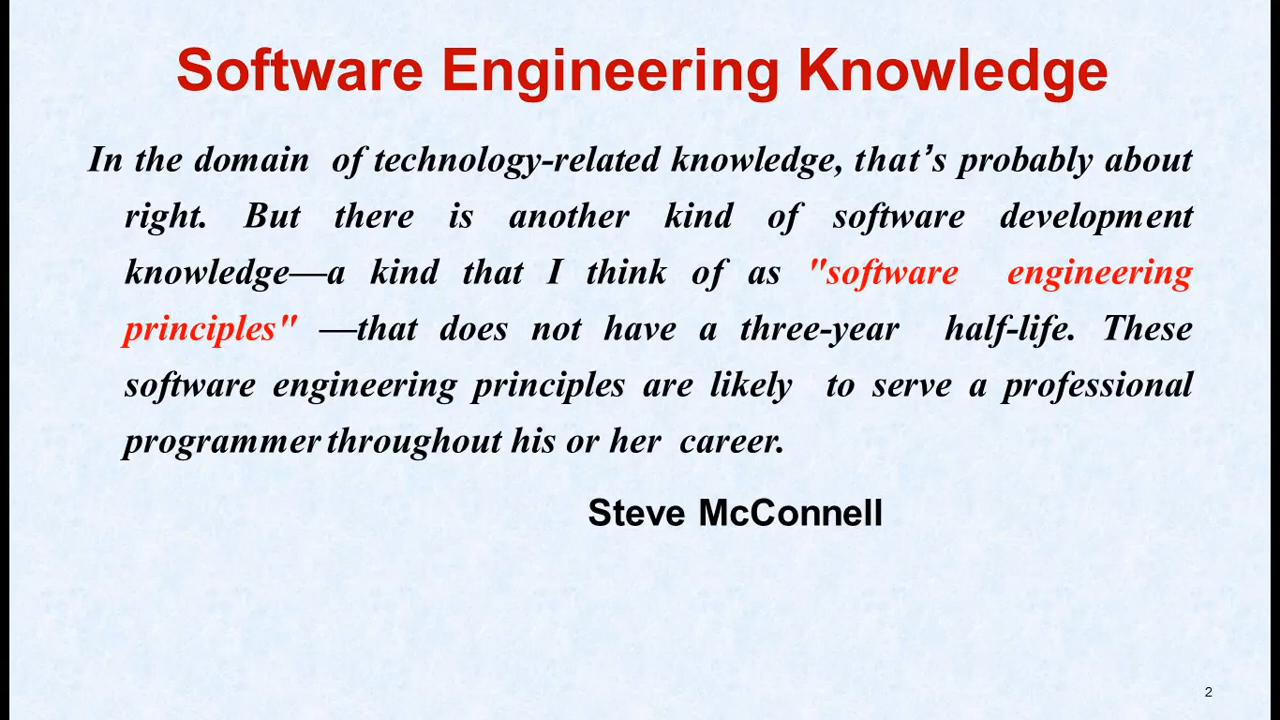 Software Engineering Knowledge
In the domain of technology-related knowledge, that’s probably about
right. But there is another kind of software development
knowledge—a kind that I think of as "software engineering
principles" —that does not have a three-year half-life. These
software engineering principles are likely to serve a professional
programmer throughout his or her career.
Steve McConnell
2